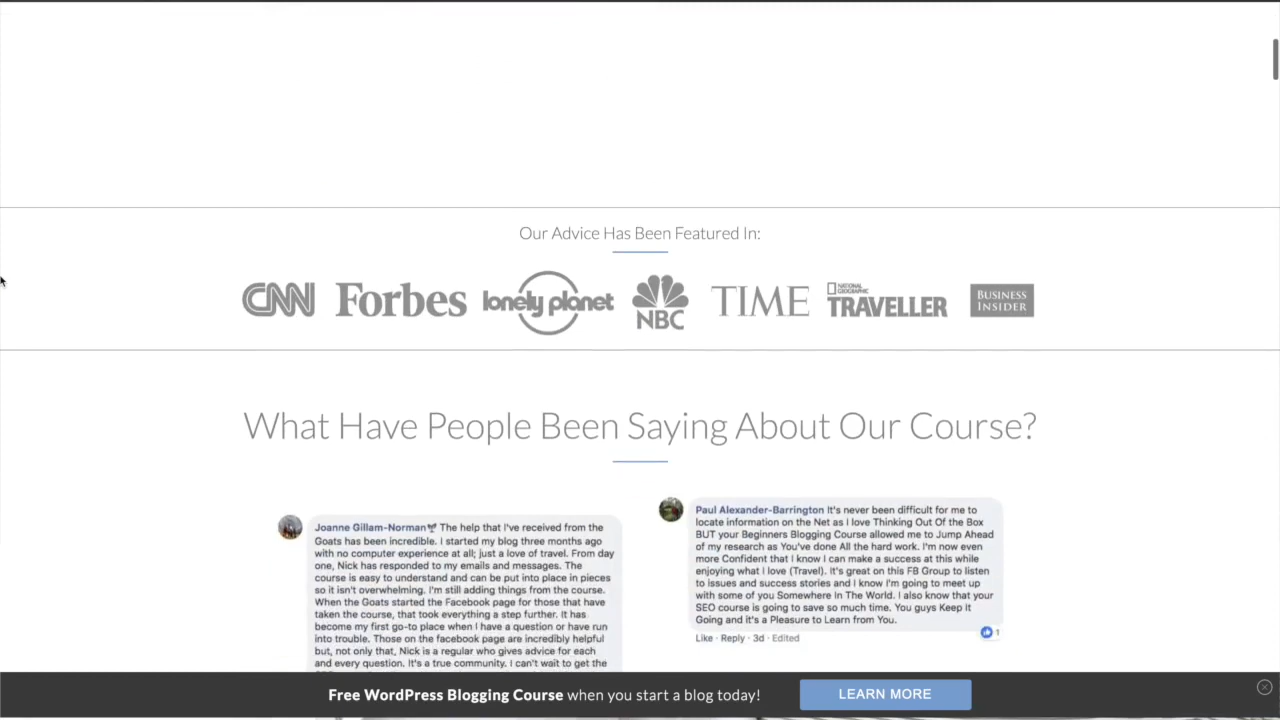 Our Advice Has Been Featured In:
CNN Forbes lonely planet NBC TIME NATIONAL GEOGRAPHIC TRAVELLER BUSINESS INSIDER
What Have People Been Saying About Our Course?
Joanne Gillam-Norman The help that I've received from the
Goats has been incredible. I started my blog three months ago
with no computer experience at all; just a love of travel. From day
one, Nick has responded to my emails and messages. The
course is easy to understand and can be put into place in pieces
so it isn't overwhelming. I'm still adding things from the course.
When the Goats started the Facebook page for those that have
taken the course, that took everything a step further. It has
become my first go-to place when I have a question or have run
into trouble. Those on the facebook page are incredibly helpful
but, not only that, Nick is a regular who gives advice for each
and every question. It's a true community. I can't wait to get the
Paul Alexander-Barrington It's never been difficult for me to
locate information on the Net as I love Thinking Out Of the Box
BUT your Beginners Blogging Course allowed me to Jump Ahead
of my research as You've done All the hard work. I'm now even
more Confident that I know I can make a success at this while
enjoying what I love (Travel). It's great on this FB Group to listen
to issues and success stories and I know I'm going to meet up
with some of you Somewhere In The World. I also know that your
SEO course is going to save so much time. You guys Keep It
Going and it's a Pleasure to Learn from You.
1
Like · Reply · 3d · Edited
Free WordPress Blogging Course when you start a blog today!
LEARN MORE